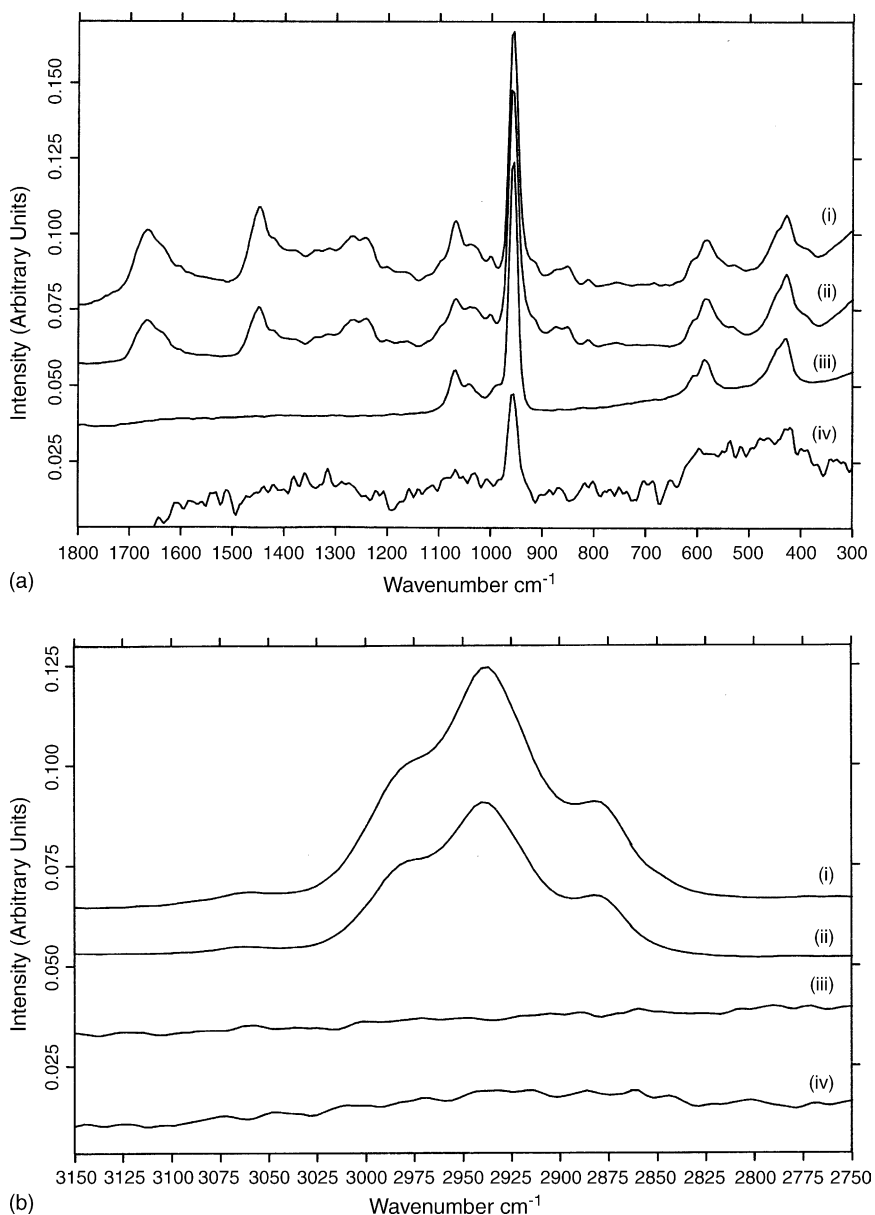 0.150
0.125
0.100
0.075
0.050
0.025
Intensity (Arbitrary Units)
(i)
(ii)
(iii)
(iv)
1800 1700 1600 1500 1400 1300 1200 1100 1000 900 800 700 600 500 400 300
Wavenumber cm-1
(a)
0.125
0.100
0.075
0.050
0.025
Intensity (Arbitrary Units)
(i)
(ii)
(iii)
(iv)
3150 3125 3100 3075 3050 3025 3000 2975 2950 2925 2900 2875 2850 2825 2800 2775 2750
Wavenumber cm-1
(b)